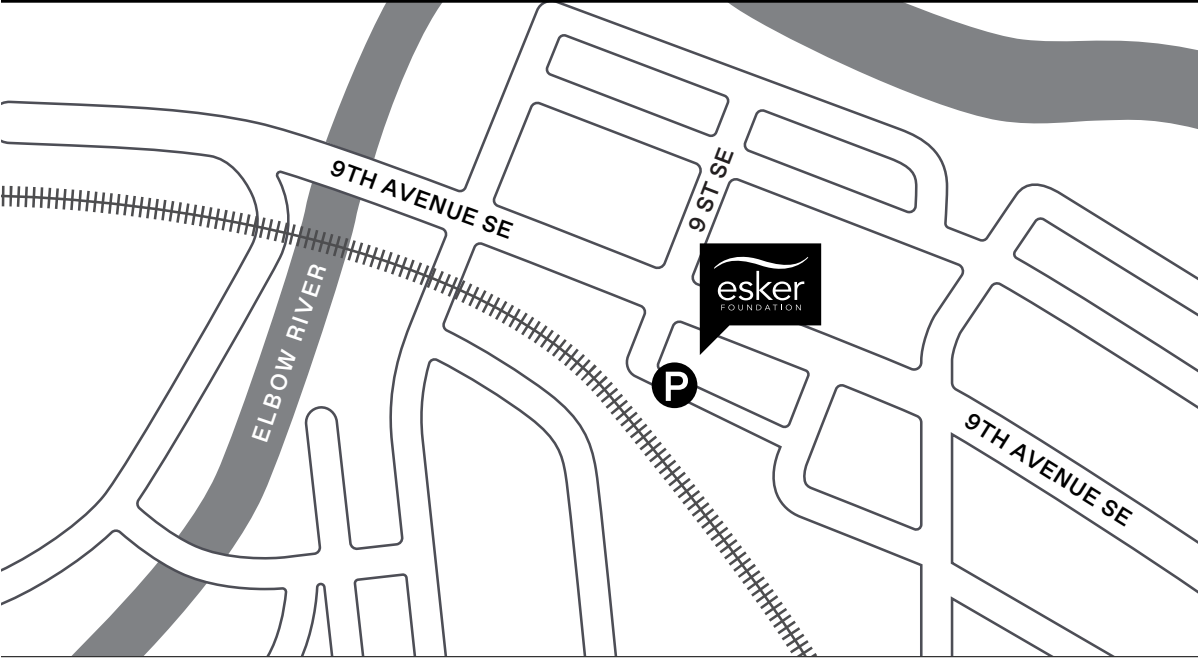 9TH AVENUE SE
9 ST SE
esker
FOUNDATION
ELBOW RIVER
P
9TH AVENUE SE